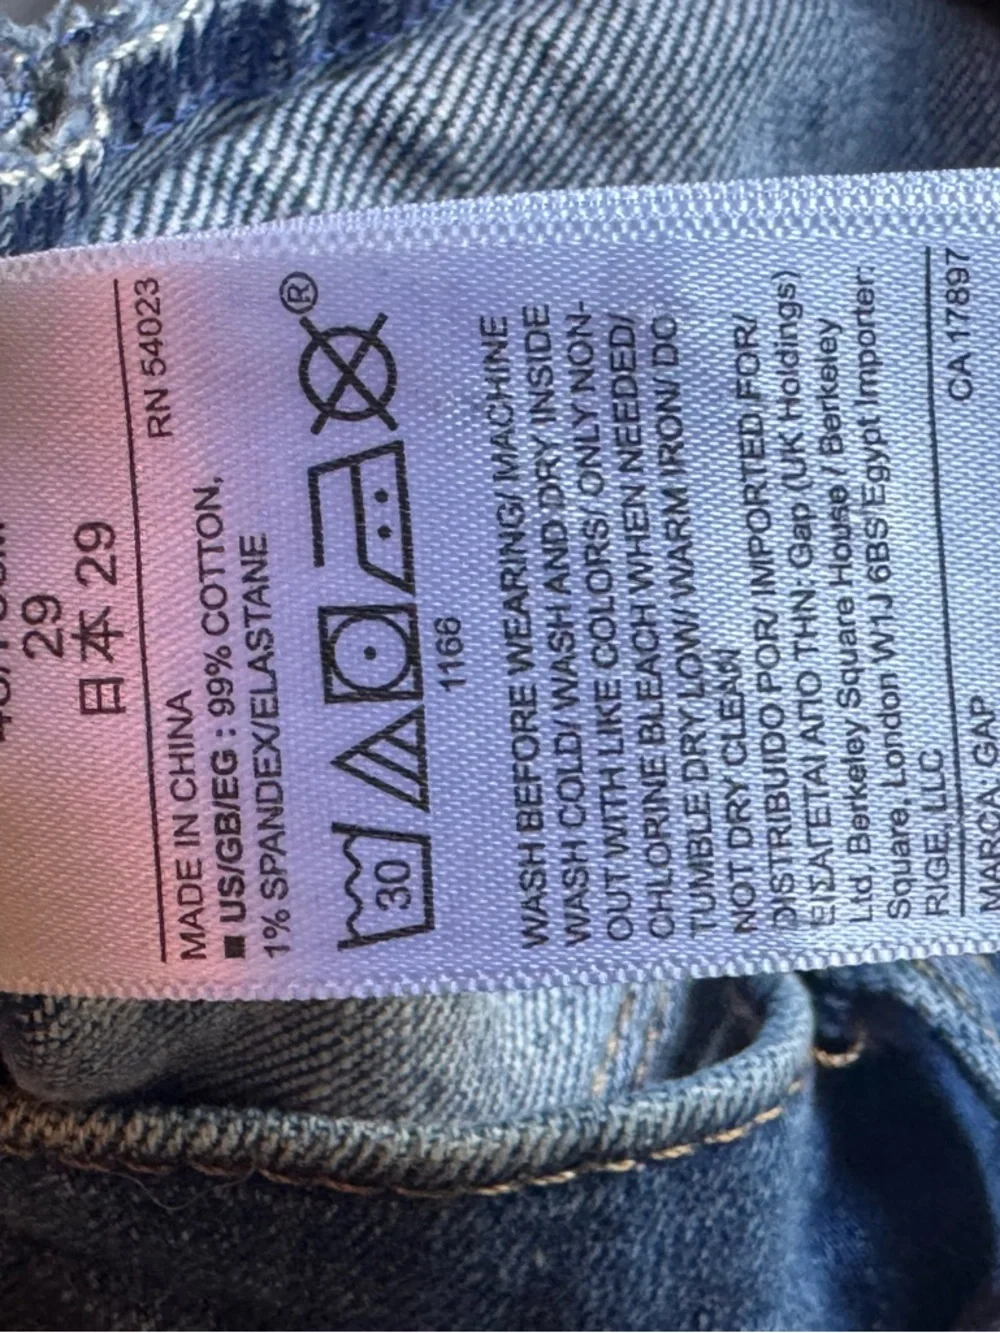 29
日本 29
RN 54023
MADE IN CHINA
■ US/GB/EG : 99% COTTON,
1% SPANDEX/ELASTANE
30
®
1166
WASH BEFORE WEARING/ MACHINE
WASH COLD/ WASH AND DRY INSIDE
OUT WITH LIKE COLORS/ ONLY NON-
CHLORINE BLEACH WHEN NEEDED/
TUMBLE DRY LOW/ WARM IRON/ DO
NOT DRY CLEAN
DISTRIBUIDO POR/ IMPORTED FOR/
ΕΙΣΑΓΕΤΑΙ ΑΠΟ ΤΗΝ: Gap (UK Holdings)
Ltd, Berkeley Square House / Berkeley
Square, London W1J 6BS/Egypt Importer:
RIGE, LLC
CA 17897
MARCA: GAP